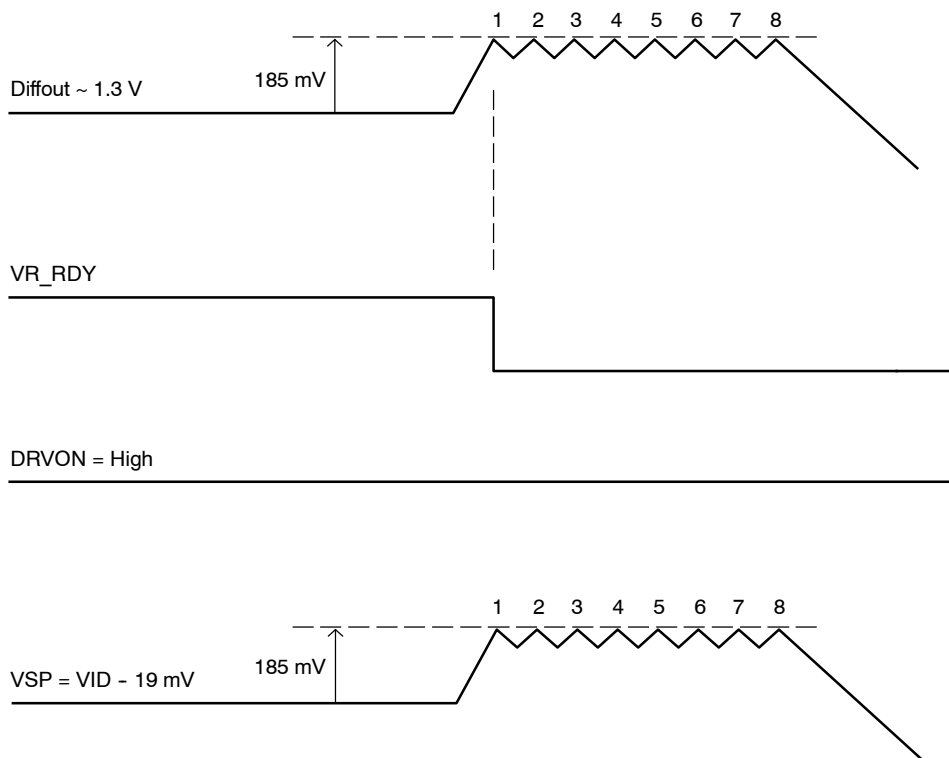 1 2 3 4 5 6 7 8
185 mV
Diffout ~ 1.3 V
VR_RDY
DRVON = High
1 2 3 4 5 6 7 8
185 mV
VSP = VID - 19 mV